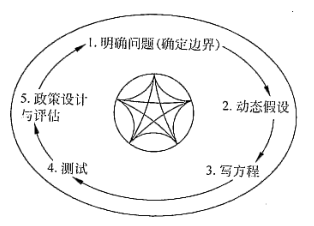 1. 明确问题(确定边界)
2. 动态假设
3. 写方程
4. 测试
5. 政策设计
与评估